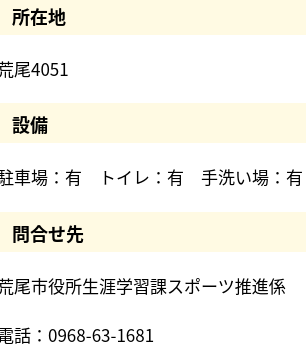 所在地
荒尾4051
設備
駐車場：有　トイレ：有　手洗い場：有
問合せ先
荒尾市役所生涯学習課スポーツ推進係
電話：0968-63-1681